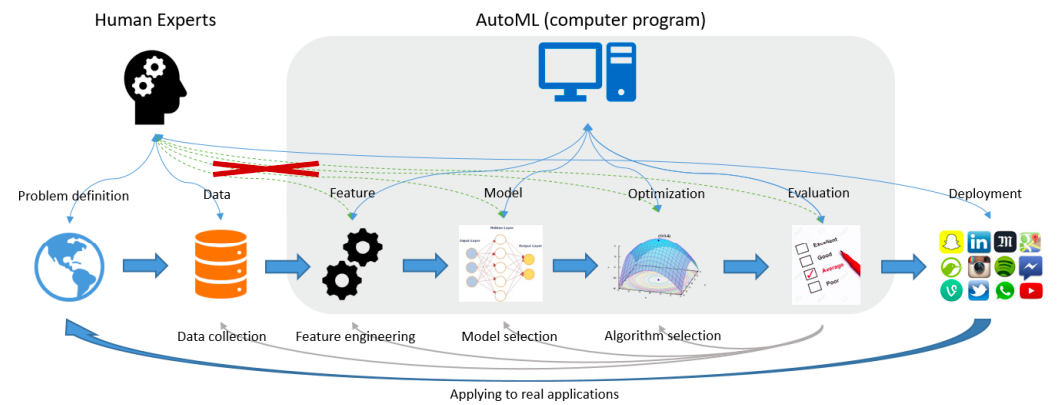 Human Experts
AutoML (computer program)
Problem definition
Data
Feature
Model
Optimization
Evaluation
Deployment
Input Layer
Hidden Layer
Output Layer
Excellent
Good
Average
Poor
Data collection
Feature engineering
Model selection
Algorithm selection
Applying to real applications